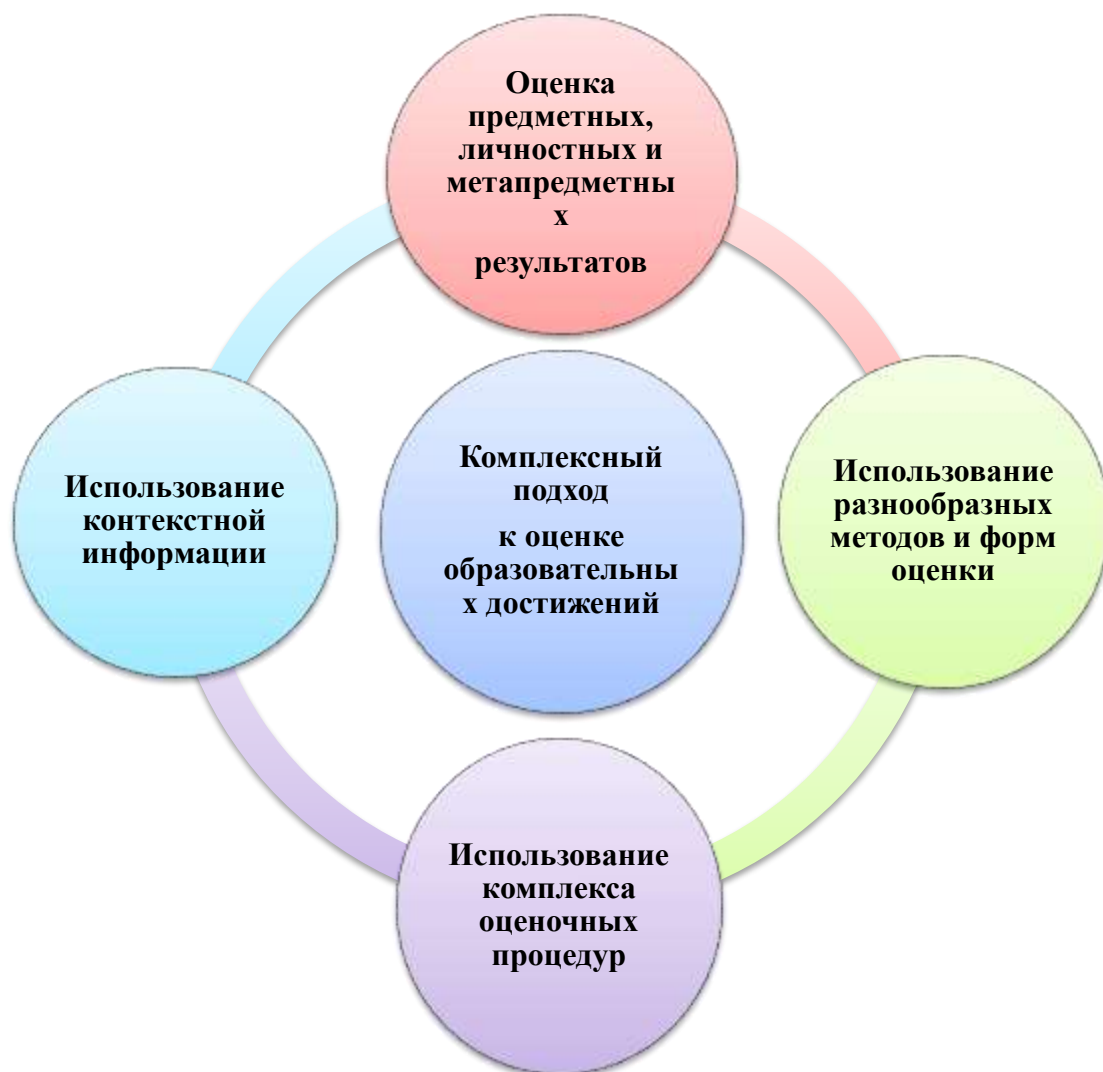 Оценка
предметных,
личностных и
метапредметны
х
результатов
Использование
контекстной
информации
Комплексный
подход
к оценке
образовательны
х достижений
Использование
разнообразных
методов и форм
оценки
Использование
комплекса
оценочных
процедур